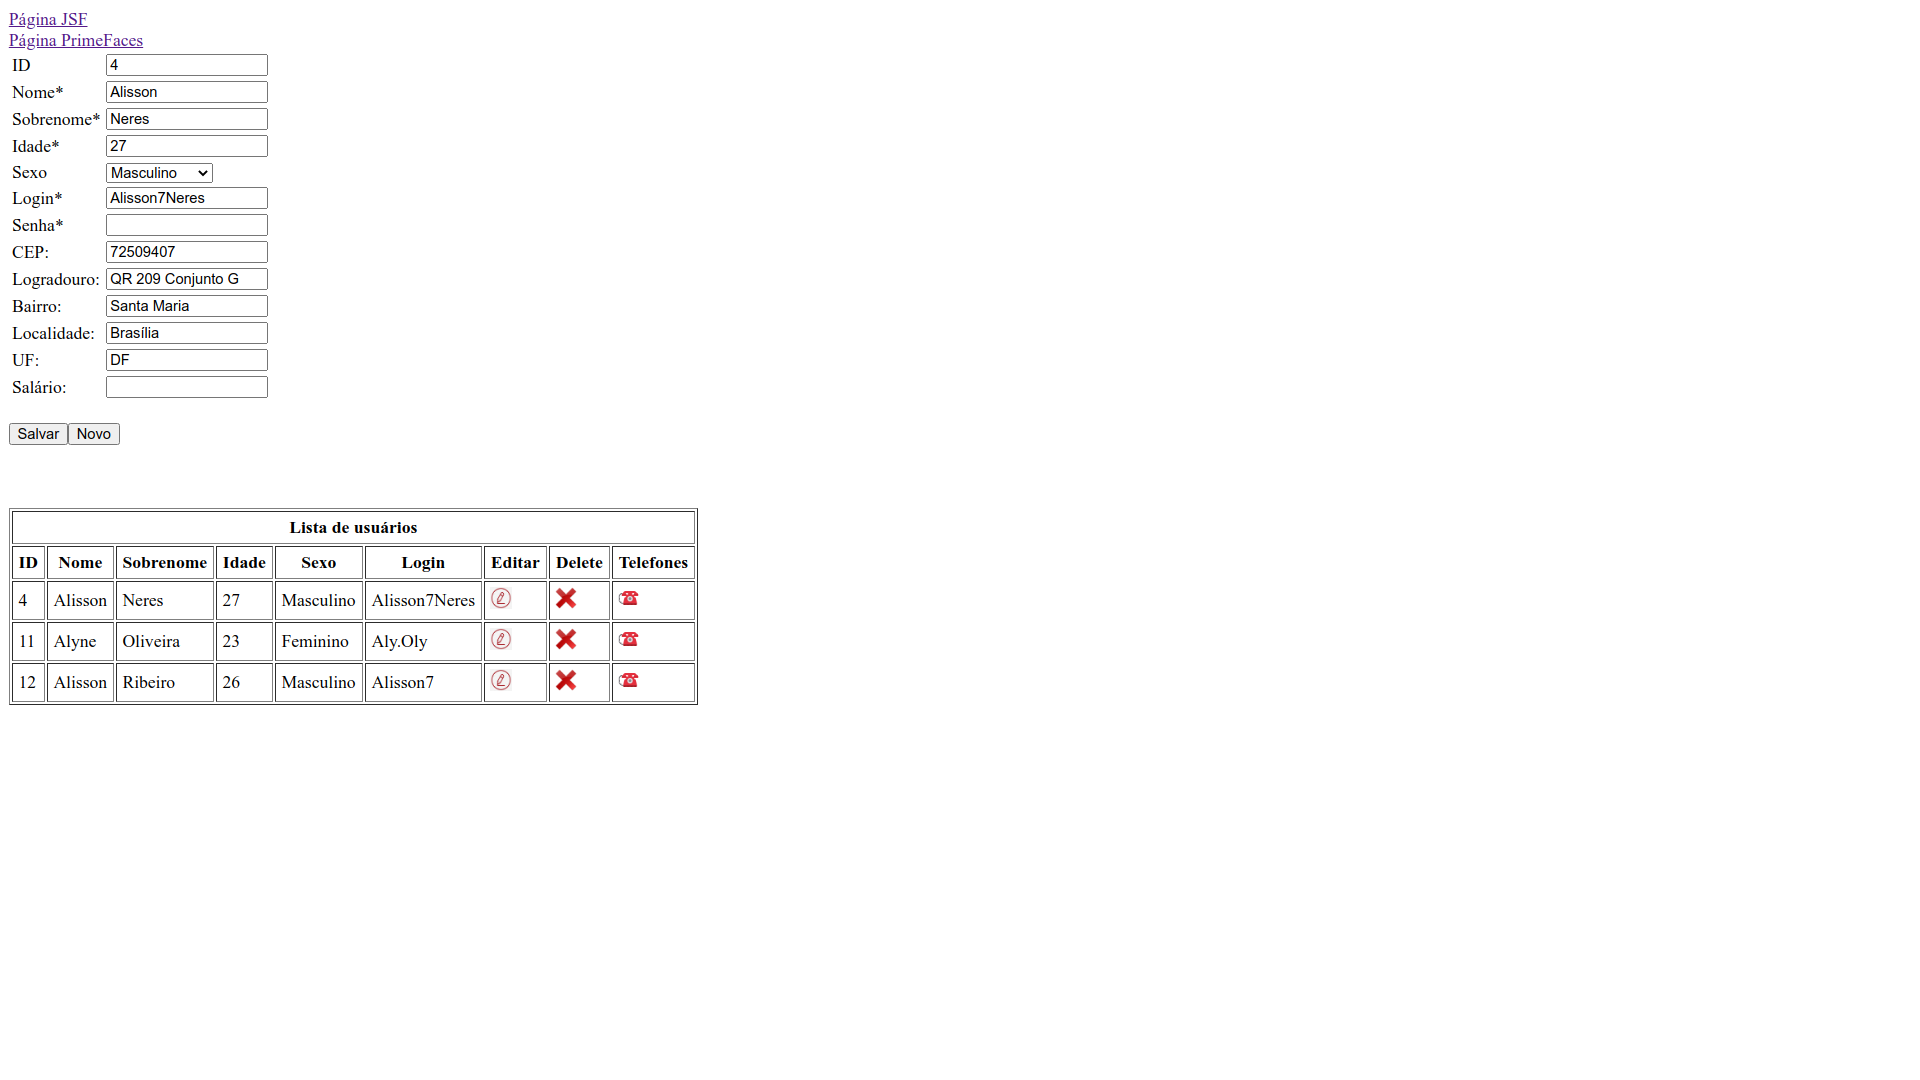 Página JSF
Página PrimeFaces
ID 4
Nome* Alisson
Sobrenome* Neres
Idade* 27
Sexo Masculino
Login* Alisson7Neres
Senha*
CEP: 72509407
Logradouro: QR 209 Conjunto G
Bairro: Santa Maria
Localidade: Brasília
UF: DF
Salário:
Salvar Novo
Lista de usuários
ID Nome Sobrenome Idade Sexo Login Editar Delete Telefones
4 Alisson Neres 27 Masculino Alisson7Neres
11 Alyne Oliveira 23 Feminino Aly.Oly
12 Alisson Ribeiro 26 Masculino Alisson7